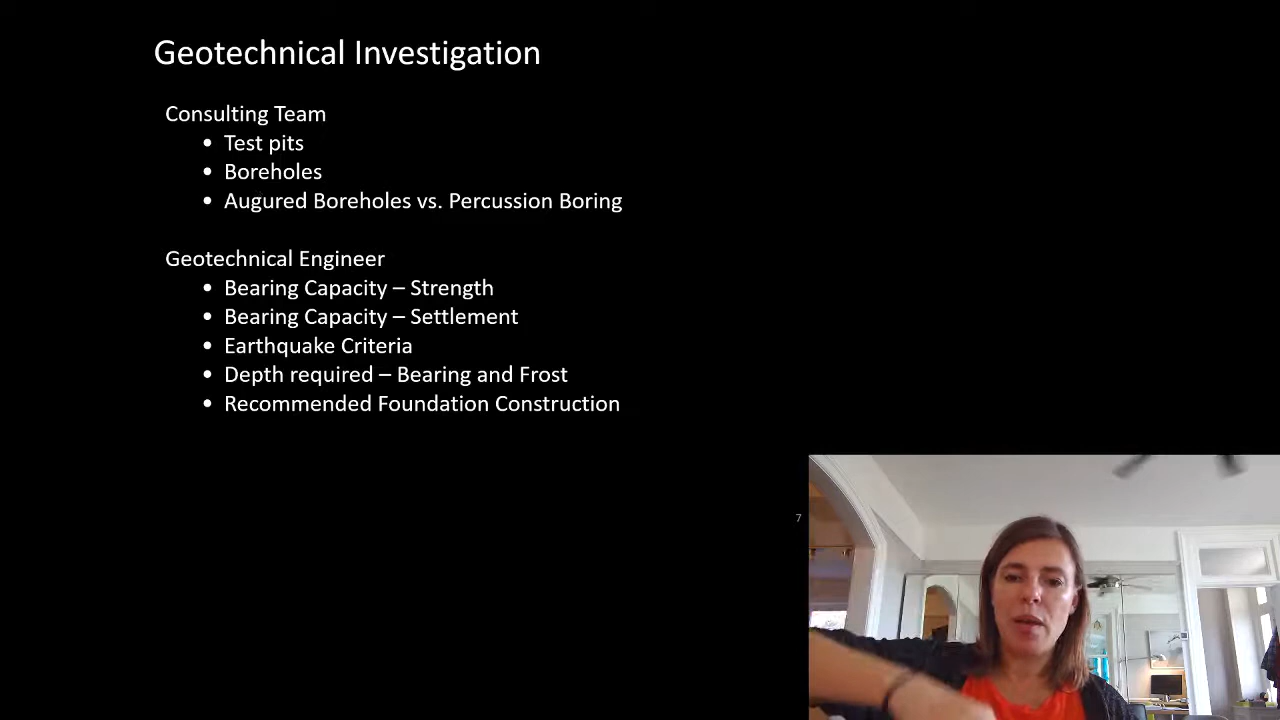 Geotechnical Investigation
Consulting Team
• Test pits
• Boreholes
• Augured Boreholes vs. Percussion Boring
Geotechnical Engineer
• Bearing Capacity – Strength
• Bearing Capacity – Settlement
• Earthquake Criteria
• Depth required – Bearing and Frost
• Recommended Foundation Construction
7